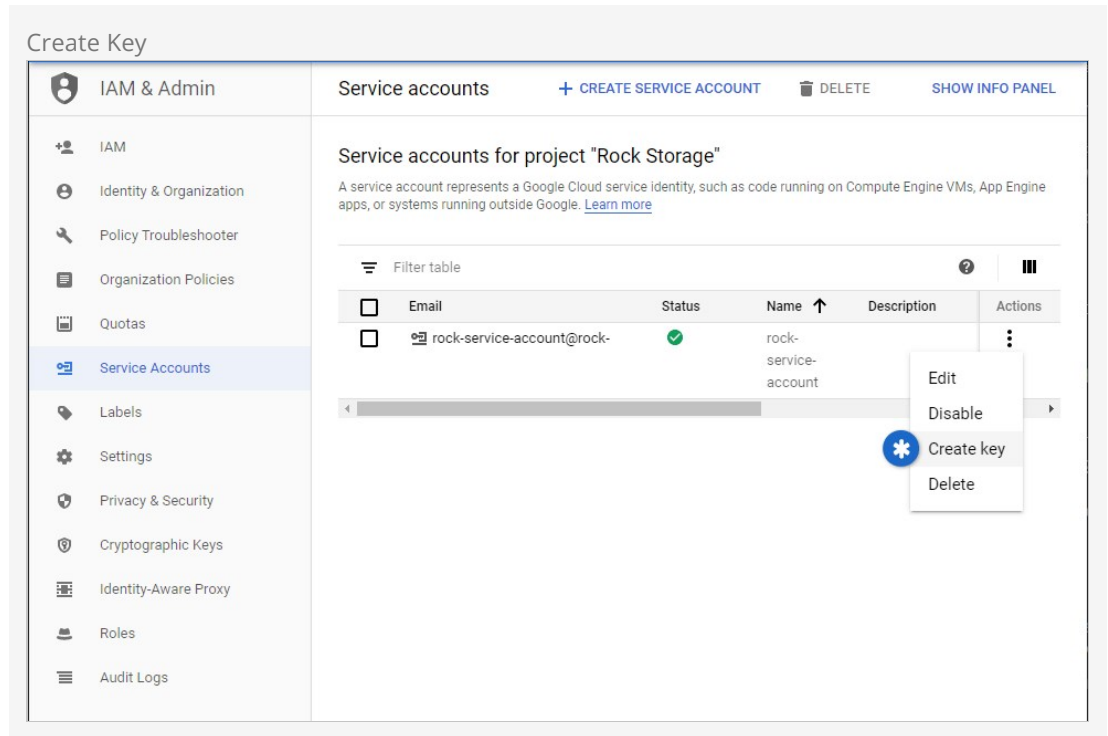 Create Key
IAM & Admin
Service accounts
CREATE SERVICE ACCOUNT
DELETE
SHOW INFO PANEL
IAM
Identity & Organization
Policy Troubleshooter
Organization Policies
Quotas
Service Accounts
Labels
Settings
Privacy & Security
Cryptographic Keys
Identity-Aware Proxy
Roles
Audit Logs
Service accounts for project "Rock Storage"
A service account represents a Google Cloud service identity, such as code running on Compute Engine VMs, App Engine
apps, or systems running outside Google. Learn more
Filter table
Email Status Name Description Actions
rock-service-account@rock-
rock-
service-
account
Edit
Disable
Create key
Delete